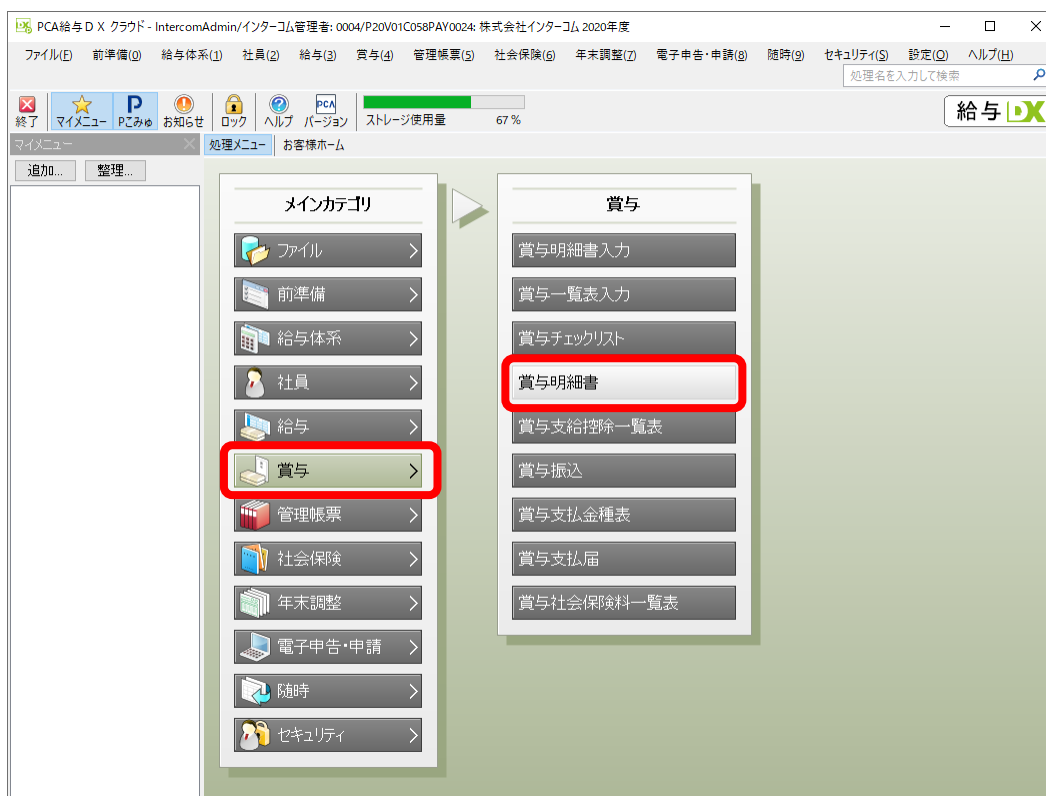 PCA給与ＤＸ クラウド - IntercomAdmin/インターコム管理者: 0004/P20V01C058PAY0024: 株式会社インターコム 2020年度
ファイル(F) 前準備(0) 給与体系(1) 社員(2) 給与(3) 賞与(4) 管理帳票(5) 社会保険(6) 年末調整(7) 電子申告・申請(8) 随時(9) セキュリティ(S) 設定(O) ヘルプ(H)
処理名を入力して検索
終了 マイメニュー Pこみゅ お知らせ ロック ヘルプ PCA バージョン ストレージ使用量 67 % 給与DX
マイメニュー 処理メニュー お客様ホーム
追加... 整理...
メインカテゴリ
ファイル
前準備
給与体系
社員
給与
賞与
管理帳票
社会保険
年末調整
電子申告・申請
随時
セキュリティ
賞与
賞与明細書入力
賞与一覧表入力
賞与チェックリスト
賞与明細書
賞与支給控除一覧表
賞与振込
賞与支払金種表
賞与支払届
賞与社会保険料一覧表